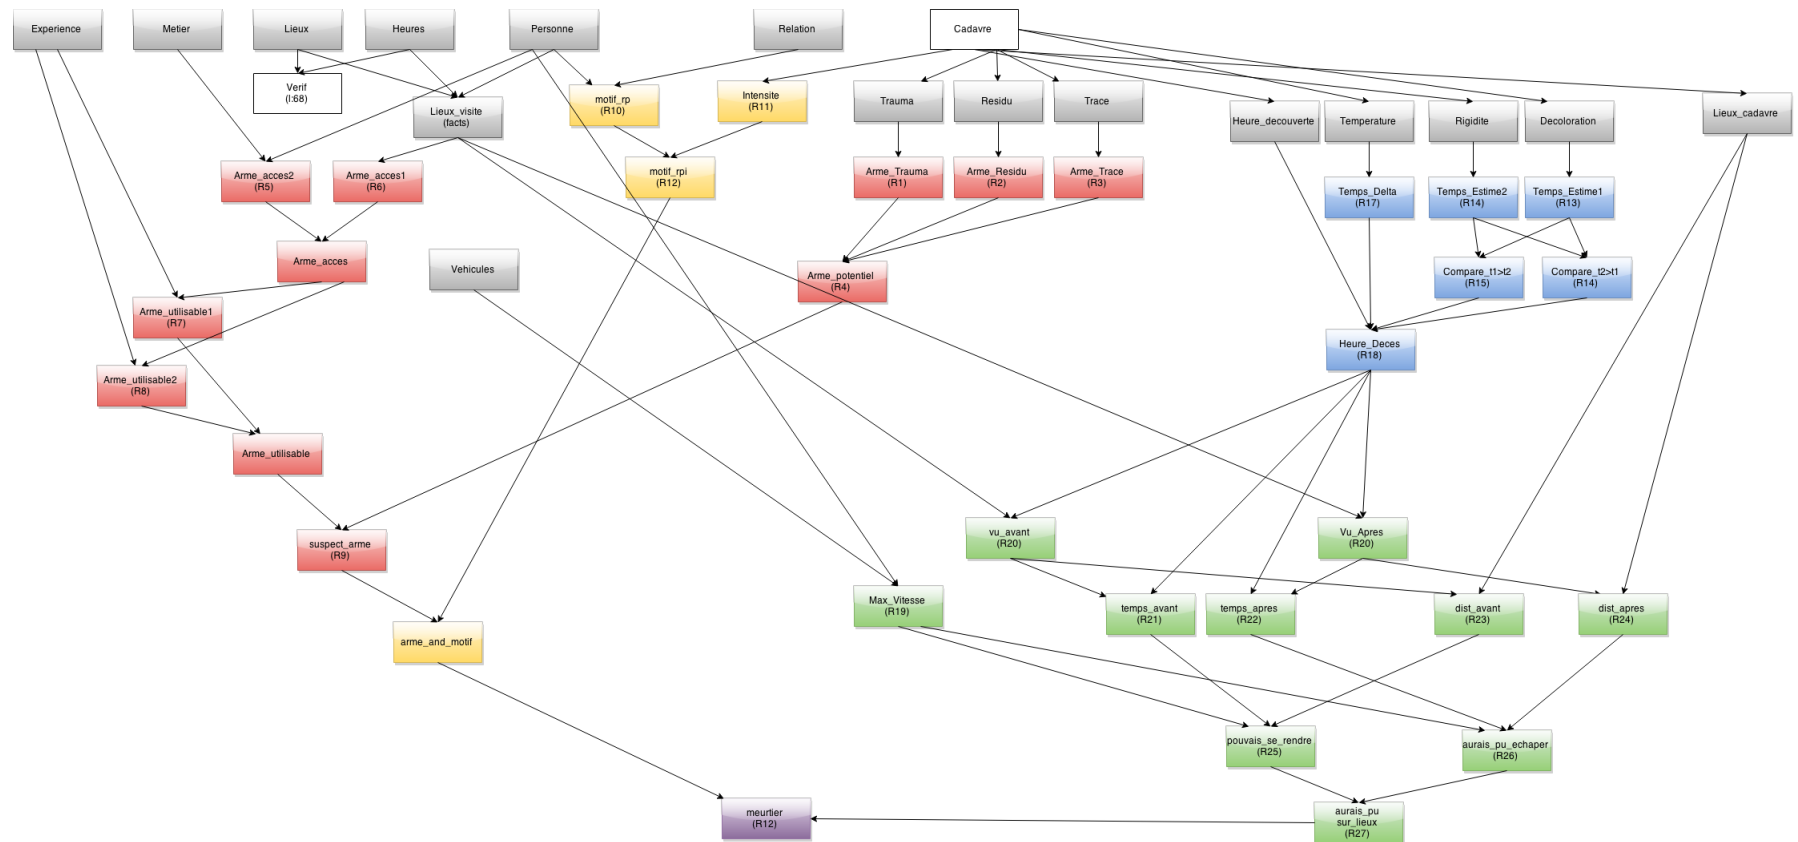 Experience
Metier
Lieux
Heures
Personne
Relation
Cadavre
Verif
(l:68)
Lieux_visite
(facts)
motif_rp
(R10)
Intensite
(R11)
Trauma
Residu
Trace
Heure_decouverte
Temperature
Rigidite
Decoloration
Lieux_cadavre
Arme_acces2
(R5)
Arme_acces1
(R6)
motif_rpi
(R12)
Arme_Trauma
(R1)
Arme_Residu
(R2)
Arme_Trace
(R3)
Temps_Delta
(R17)
Temps_Estime2
(R14)
Temps_Estime1
(R13)
Arme_acces
Vehicules
Arme_potentiel
(R4)
Compare_t1>t2
(R15)
Compare_t2>t1
(R14)
Arme_utilisable1
(R7)
Heure_Deces
(R18)
Arme_utilisable2
(R8)
Arme_utilisable
suspect_arme
(R9)
vu_avant
(R20)
Vu_Apres
(R20)
Max_Vitesse
(R19)
temps_avant
(R21)
temps_apres
(R22)
dist_avant
(R23)
dist_apres
(R24)
arme_and_motif
pouvais_se_rendre
(R25)
aurais_pu_echaper
(R26)
meurtier
(R12)
aurais_pu
sur_lieux
(R27)